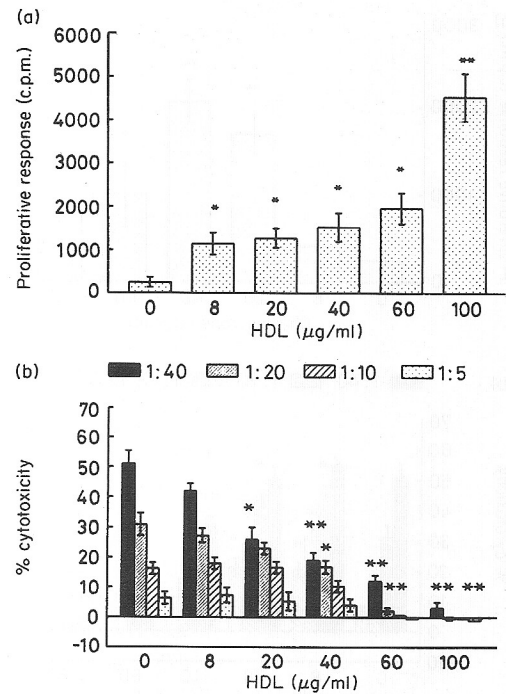 (a)
6000
5000
4000
3000
2000
1000
0
Proliferative response (c.p.m.)
* * * * **
0 8 20 40 60 100
HDL (µg/ml)
(b)
1:40 1:20 1:10 1:5
70
60
50
40
30
20
10
0
-10
% cytotoxicity
* ** * ** ** ** **
0 8 20 40 60 100
HDL (µg/ml)